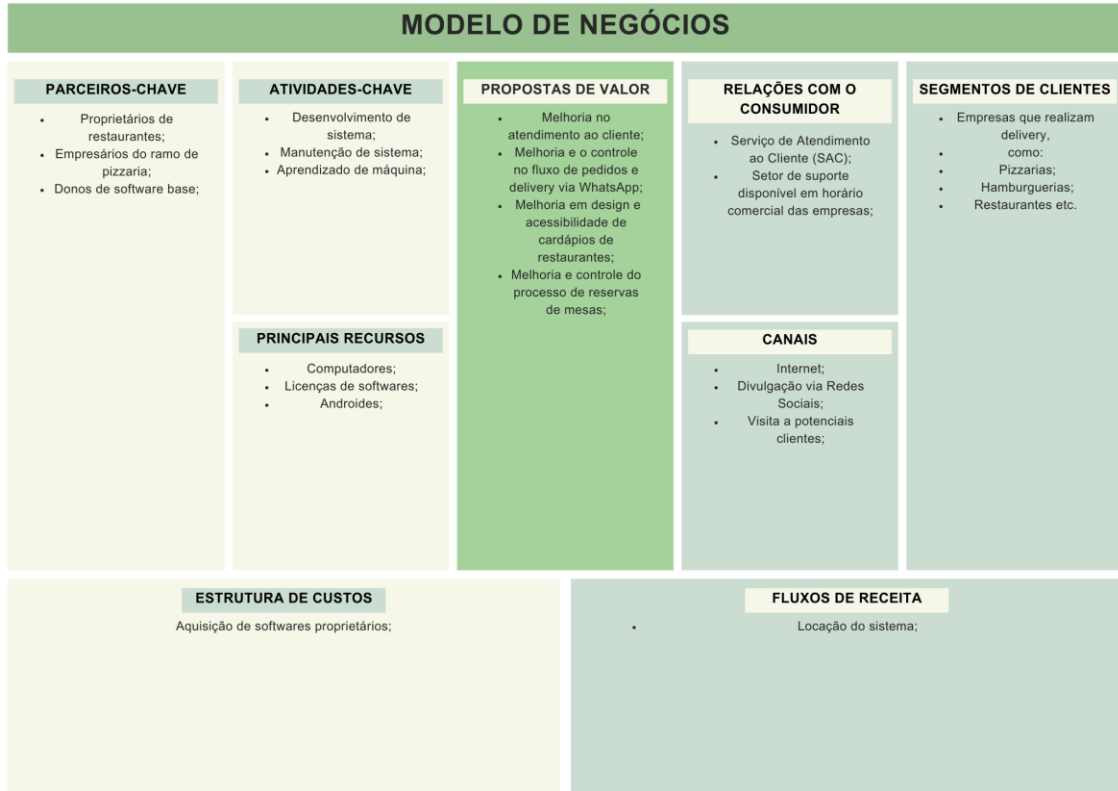 MODELO DE NEGÓCIOS
PARCEIROS-CHAVE
• Proprietários de
restaurantes;
• Empresários do ramo de
pizzaria;
• Donos de software base;
ATIVIDADES-CHAVE
• Desenvolvimento de
sistema;
• Manutenção de sistema;
• Aprendizado de máquina;
PRINCIPAIS RECURSOS
• Computadores;
• Licenças de softwares;
• Androides;
PROPOSTAS DE VALOR
• Melhoria no
atendimento ao cliente;
• Melhoria e o controle
no fluxo de pedidos e
delivery via WhatsApp;
• Melhoria em design e
acessibilidade de
cardápios de
restaurantes;
• Melhoria e controle do
processo de reservas
de mesas;
RELAÇÕES COM O
CONSUMIDOR
• Serviço de Atendimento
ao Cliente (SAC);
• Setor de suporte
disponível em horário
comercial das empresas;
CANAIS
• Internet;
• Divulgação via Redes
Sociais;
• Visita a potenciais
clientes;
SEGMENTOS DE CLIENTES
• Empresas que realizam
delivery,
• como:
• Pizzarias;
• Hamburguerias;
• Restaurantes etc.
ESTRUTURA DE CUSTOS
Aquisição de softwares proprietários;
FLUXOS DE RECEITA
• Locação do sistema;